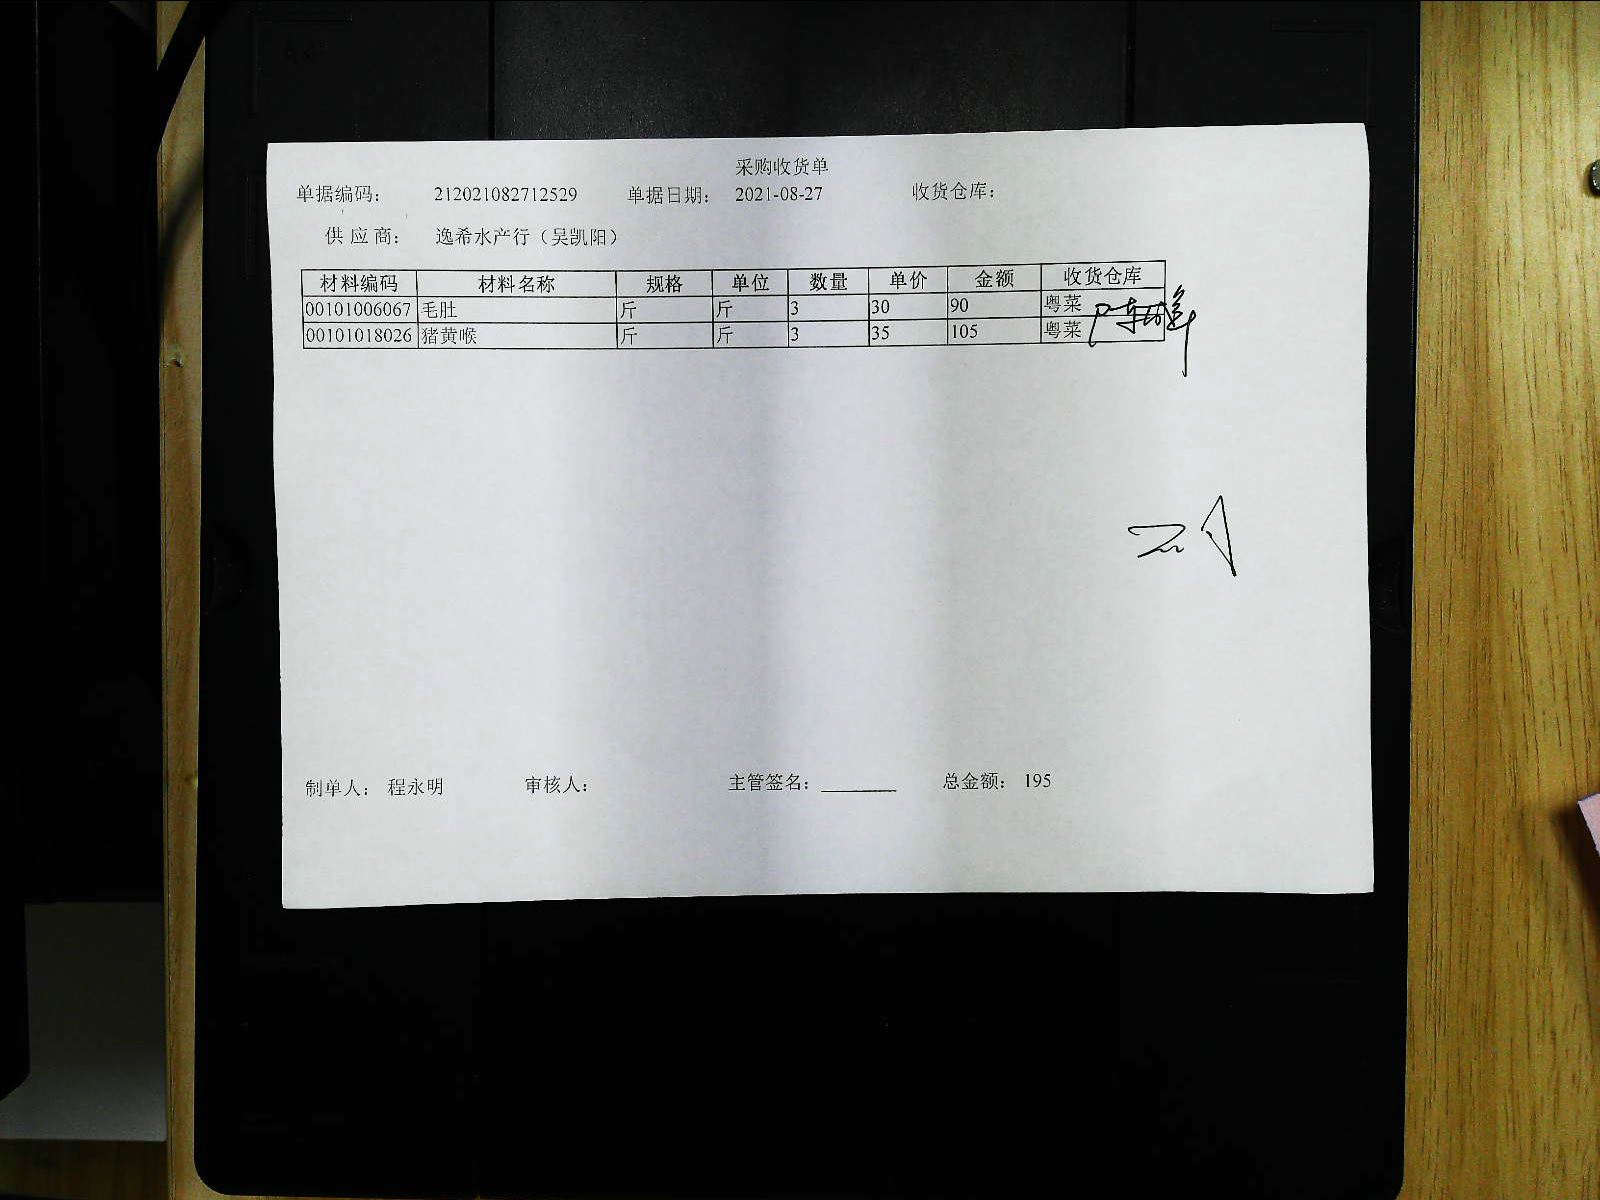 采购收货单
单据编码： 212021082712529 单据日期： 2021-08-27 收货仓库：
供应商： 逸希水产行（吴凯阳）
材料编码 材料名称 规格 单位 数量 单价 金额 收货仓库
00101006067 毛肚 斤 斤 3 30 90 粤菜
00101018026 猪黄喉 斤 斤 3 35 105 粤菜
制单人： 程永明 审核人： 主管签名： 总金额： 195